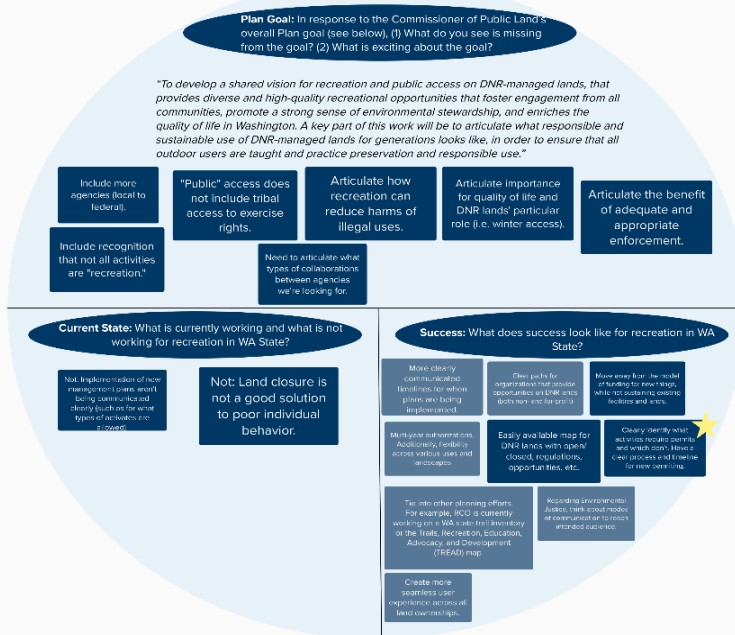 Plan Goal: In response to the Commissioner of Public Land's
overall Plan goal (see below), (1) What do you see is missing
from the goal? (2) What is exciting about the goal?
"To develop a shared vision for recreation and public access on DNR-managed lands, that
provides diverse and high-quality recreational opportunities that foster engagement from all
communities, promote a strong sense of environmental stewardship, and enriches the
quality of life in Washington. A key part of this work will be to articulate what responsible and
sustainable use of DNR-managed lands for generations looks like, in order to ensure that all
outdoor users are taught and practice preservation and responsible use."
Include more
agencies (local to
federal).
"Public" access does
not include tribal
access to exercise
rights.
Articulate how
recreation can
reduce harms of
illegal uses.
Articulate importance
for quality of life and
DNR lands' particular
role (i.e. winter access).
Articulate the benefit
of adequate and
appropriate
enforcement.
Include recognition
that not all activities
are "recreation."
Need to articulate what
types of collaborations
between agencies
we're looking for.
Current State: What is currently working and what is not
working for recreation in WA State?
Not: Implementation of new
management plans aren't
being communicated
clearly (such as for what
types of activates are
allowed)
Not: Land closure is
not a good solution
to poor individual
behavior.
Success: What does success look like for recreation in WA
State?
More clearly
communicated
timelines for when
plans are being
implemented.
Clear paths for
organizations that provide
opportunities on DNR lands
(both non- and for-profit)
Move away from the model
of funding for new things,
while not sustaining existing
facilities and lands.
Multi-year authorizations.
Additionally, flexibility
across various uses and
landscapes
Easily available map for
DNR lands with open/
closed, regulations,
opportunities, etc.
Clearly identify what
activities require permits
and which don't. Have a
clear process and timeline
for new permitting.
Tie into other planning efforts.
For example, RCO is currently
working on a WA state trail inventory
or the Trails, Recreation, Education,
Advocacy, and Development
(TREAD) map.
Regarding Environmental
Justice, think about modes
of communication to reach
intended audience.
Create more
seamless user
experience across all
land ownerships.